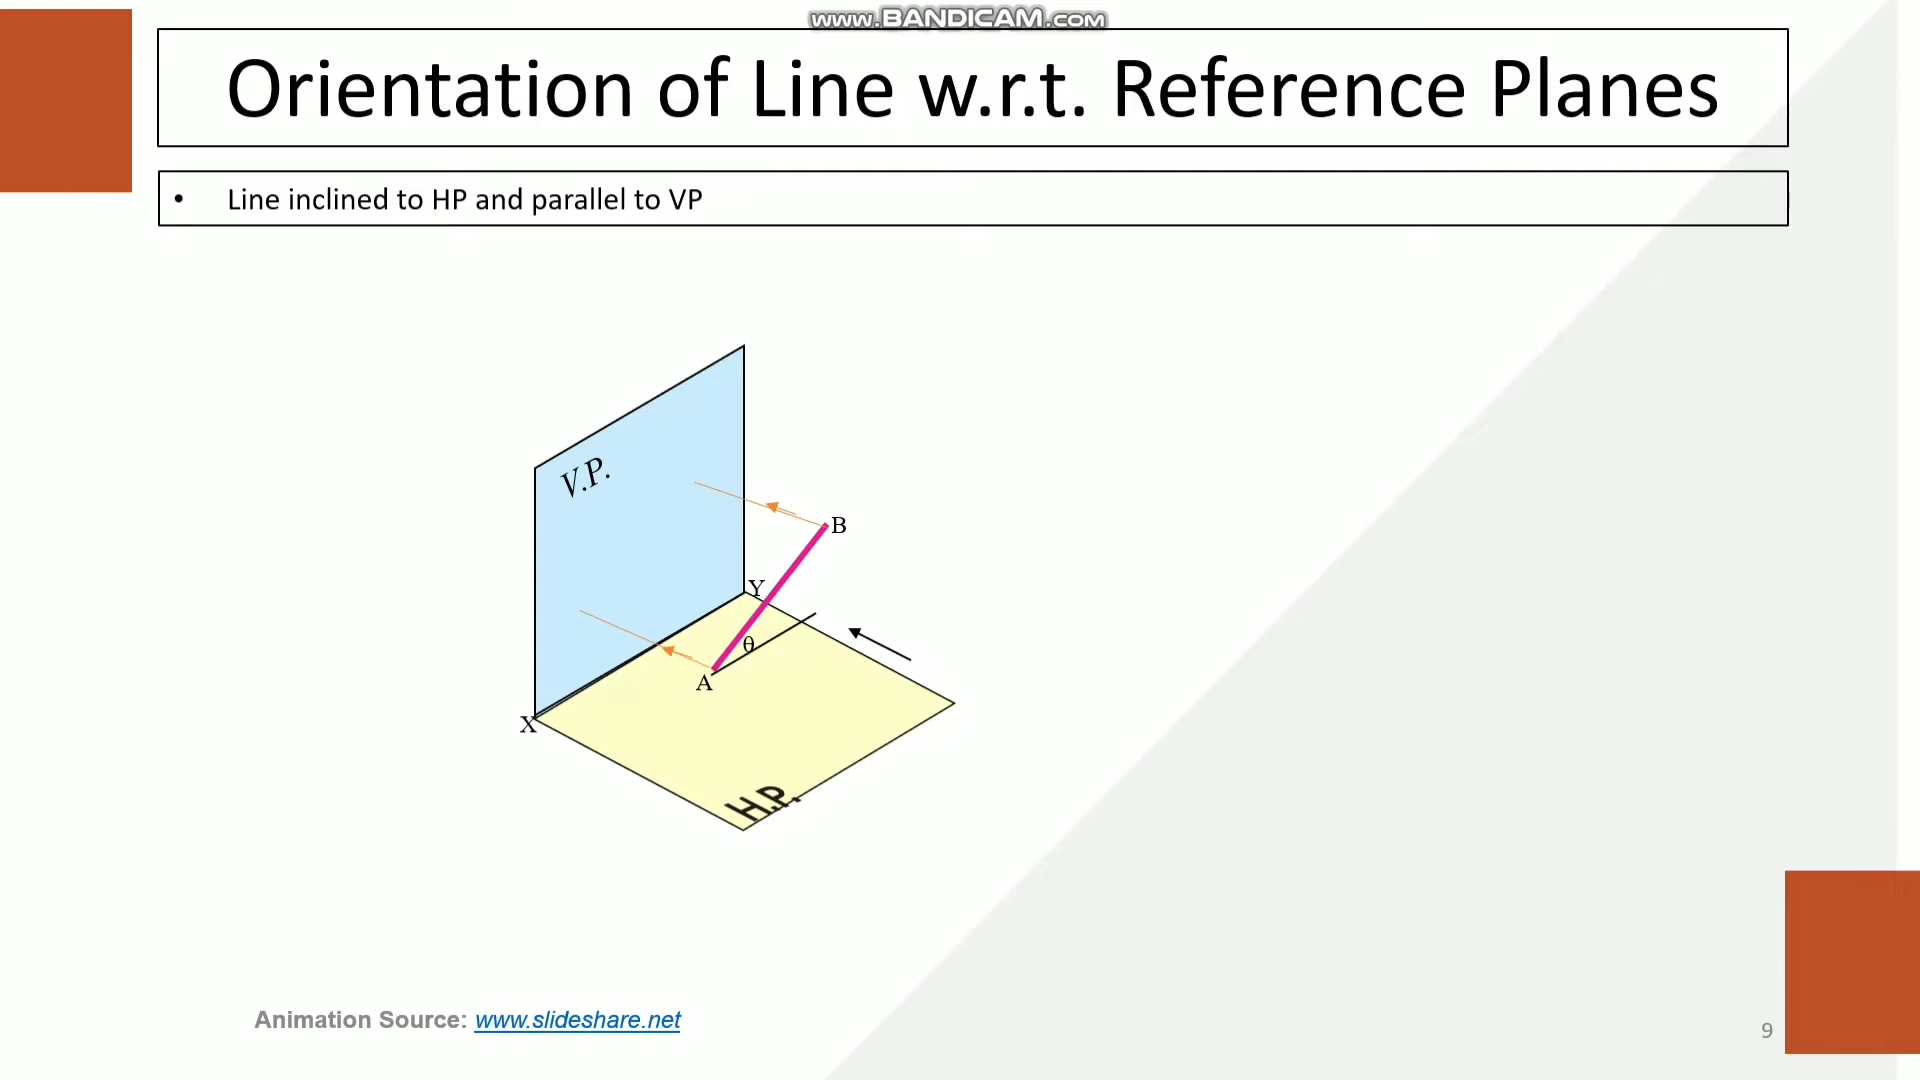 www.BANDICAM.com
Orientation of Line w.r.t. Reference Planes
• Line inclined to HP and parallel to VP
V.P.
B
Y
θ
A
X
H.P.
Animation Source: www.slideshare.net
9